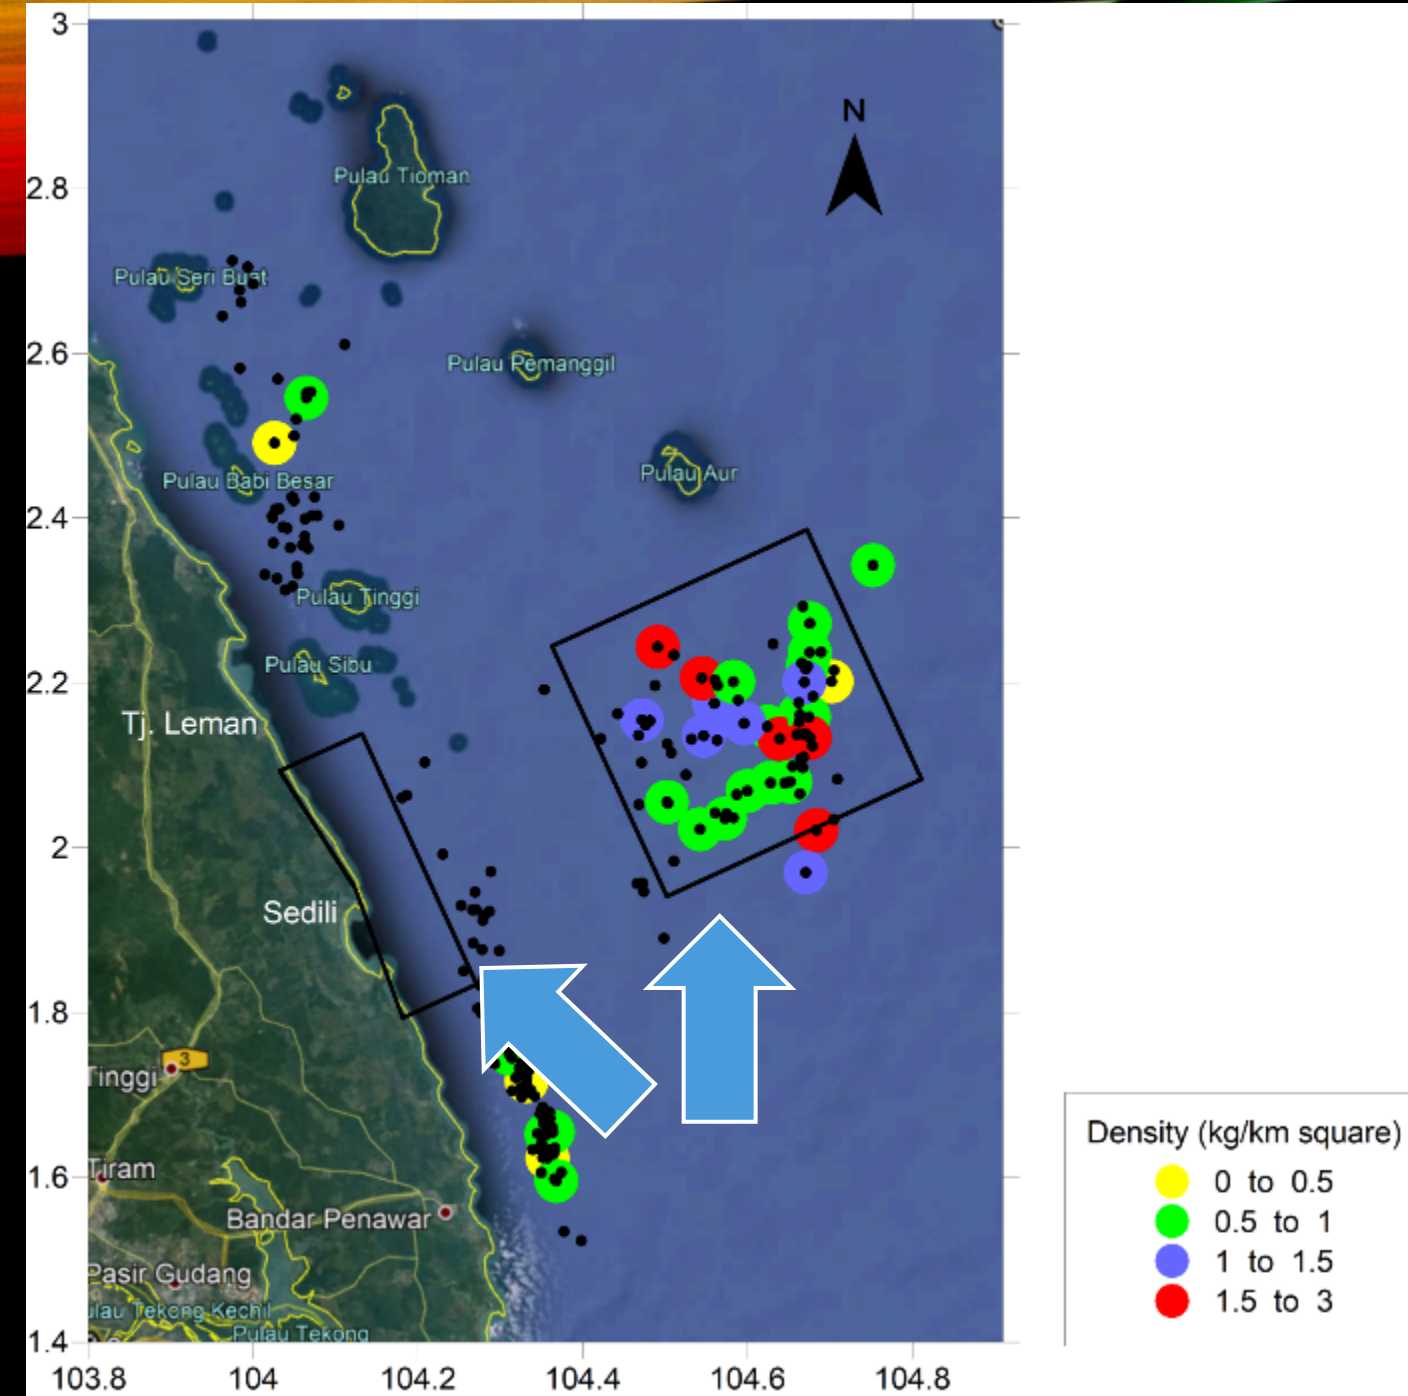 3
N
Pulau Tioman
2.8
Pulau Seri Buat
2.6
Pulau Pemanggil
Pulau Aur
Pulau Babi Besar
2.4
Pulau Tinggi
Pulau Sibu
2.2
Tj. Leman
2
Sedili
1.8
3
Tinggi
Density (kg/km square)
0 to 0.5
0.5 to 1
1 to 1.5
1.5 to 3
Tiram
1.6
Bandar Penawar
Pasir Gudang
ulau Tekong Kechil
Pulau Tekong
1.4
103.8 104 104.2 104.4 104.6 104.8